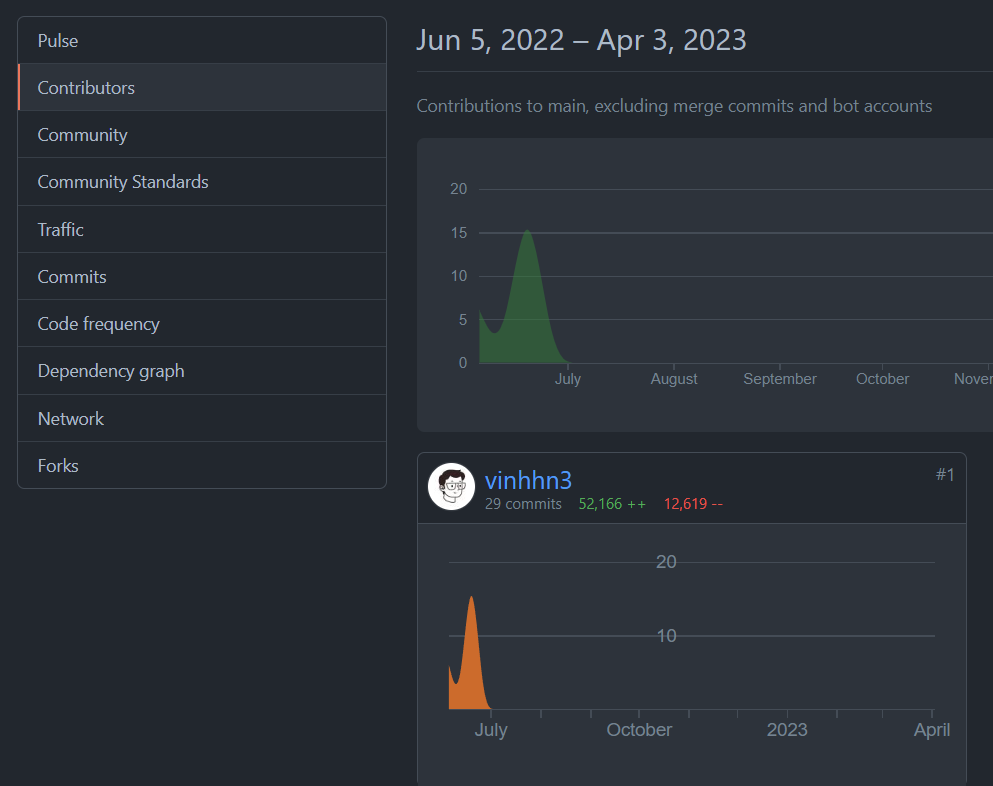 Pulse
Contributors
Community
Community Standards
Traffic
Commits
Code frequency
Dependency graph
Network
Forks
Jun 5, 2022 – Apr 3, 2023
Contributions to main, excluding merge commits and bot accounts
20
15
10
5
0
July August September October Novem
vinhhn3 #1
29 commits 52,166 ++ 12,619 --
20
10
July October 2023 April